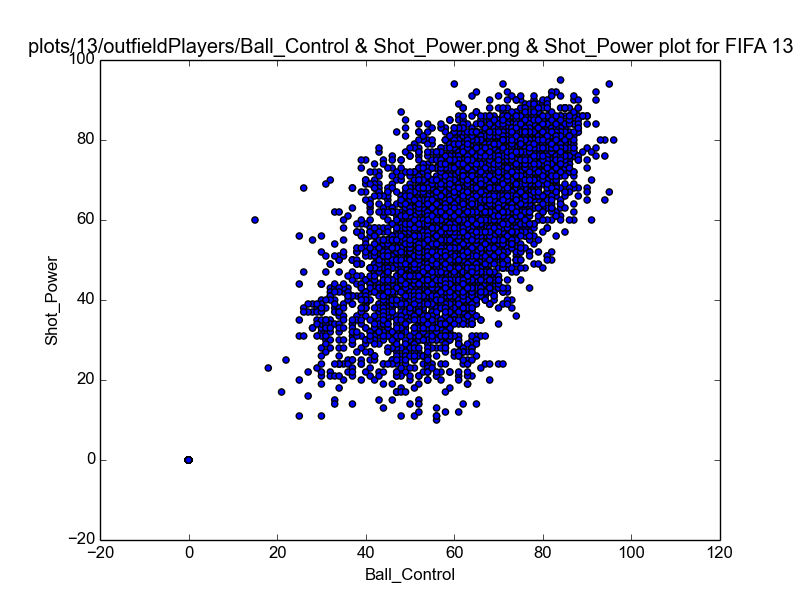 plots/13/outfieldPlayers/Ball_Control & Shot_Power.png & Shot_Power plot for FIFA 13
100
80
60
40
20
0
−20
Shot_Power
−20 0 20 40 60 80 100 120
Ball_Control